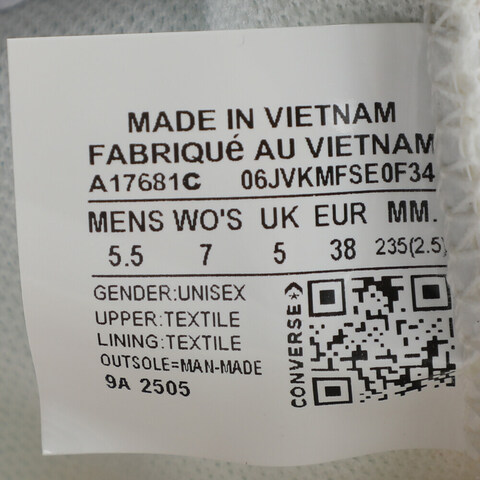 MADE IN VIETNAM
FABRIQUé AU VIETNAM
A17681C 06JVKMFSE0F34
MENS WO'S UK EUR MM.
5.5 7 5 38 235(2.5)
GENDER:UNISEX
UPPER:TEXTILE
LINING:TEXTILE
OUTSOLE=MAN-MADE
9A 2505
CONVERSE